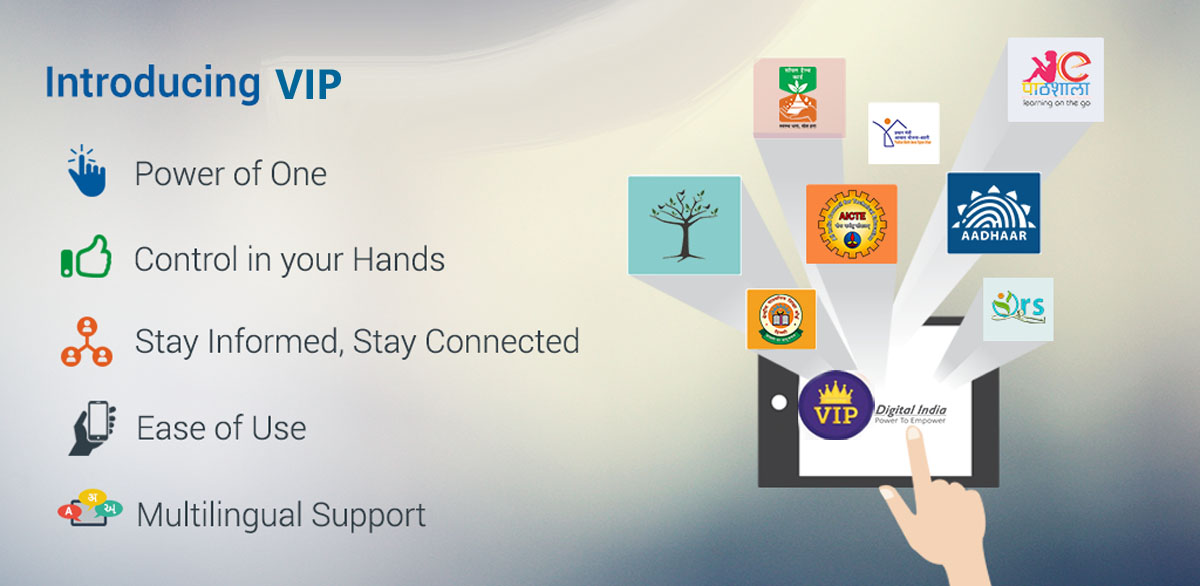 Introducing VIP
Power of One
Control in your Hands
Stay Informed, Stay Connected
Ease of Use
A
अ
અ
Multilingual Support
e
पाठशाला
learning on the go
AICTE
AADHAAR
rs
VIP
Digital India
Power To Empower